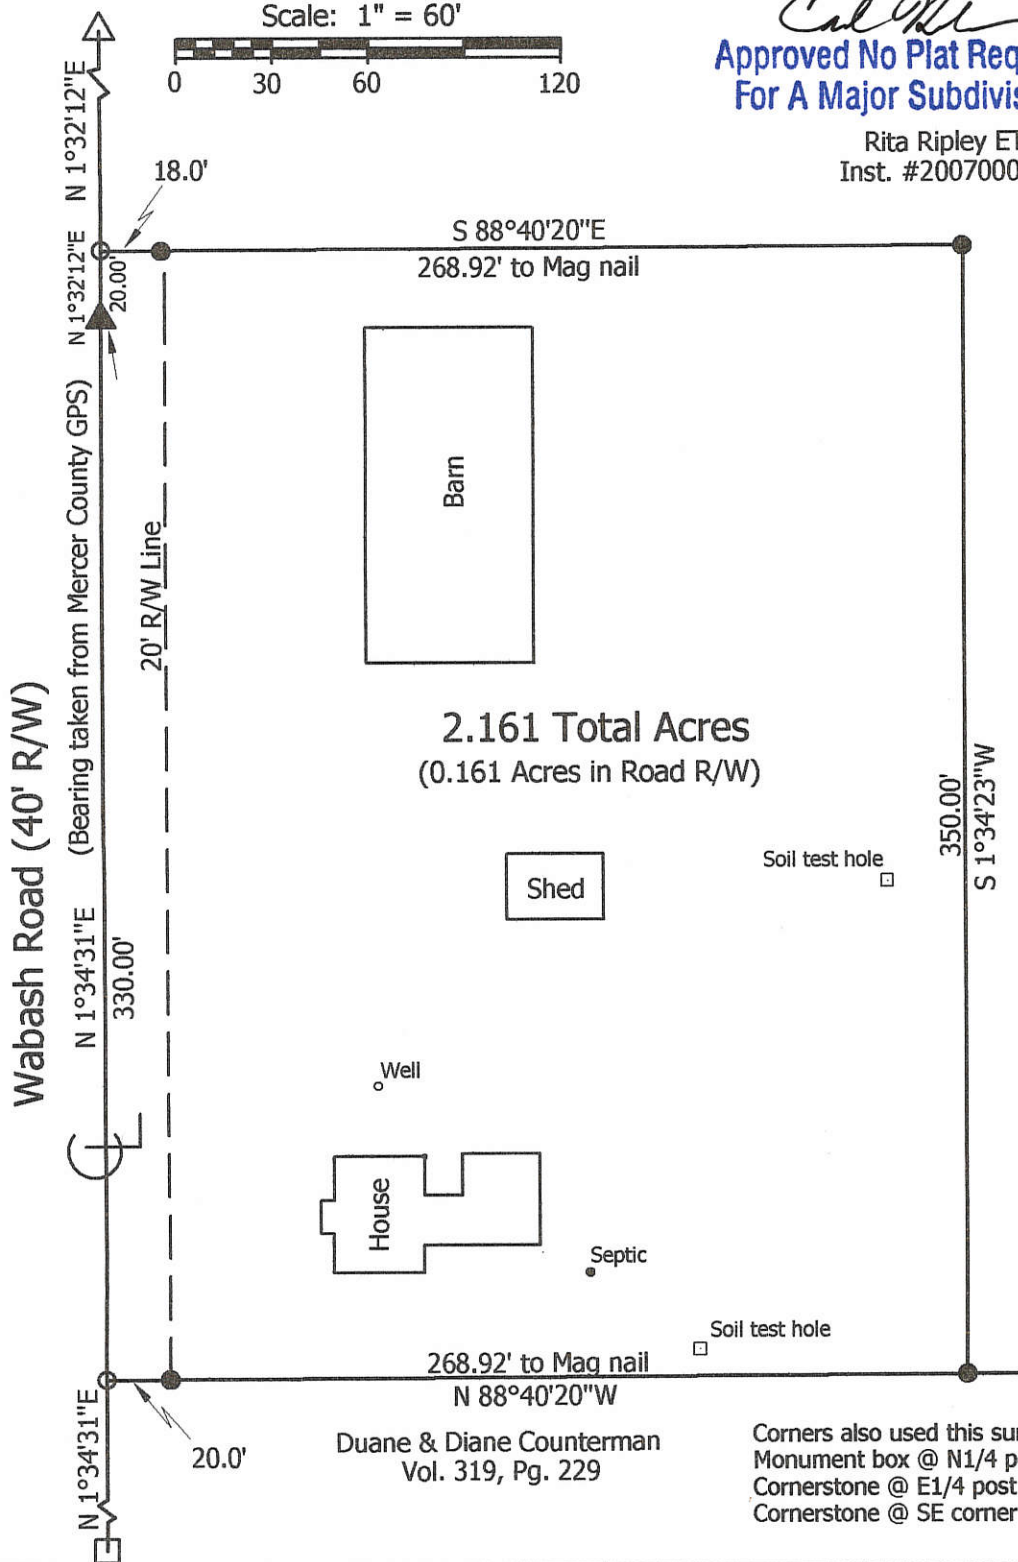 Scale: 1" = 60'
0 30 60 120
Approved No Plat Req
For A Major Subdivis
Rita Ripley ET
Inst. #2007000
N 1°32'12"E
18.0'
S 88°40'20"E
268.92' to Mag nail
N 1°32'12"E
20.00'
(Bearing taken from Mercer County GPS)
20' R/W Line
Barn
Wabash Road (40' R/W)
2.161 Total Acres
(0.161 Acres in Road R/W)
350.00'
S 1°34'23"W
Soil test hole
Shed
N 1°34'31"E
330.00'
Well
House
Septic
Soil test hole
268.92' to Mag nail
N 88°40'20"W
N 1°34'31"E
20.0'
Duane & Diane Counterman
Vol. 319, Pg. 229
Corners also used this su
Monument box @ N1/4 p
Cornerstone @ E1/4 post
Cornerstone @ SE corner